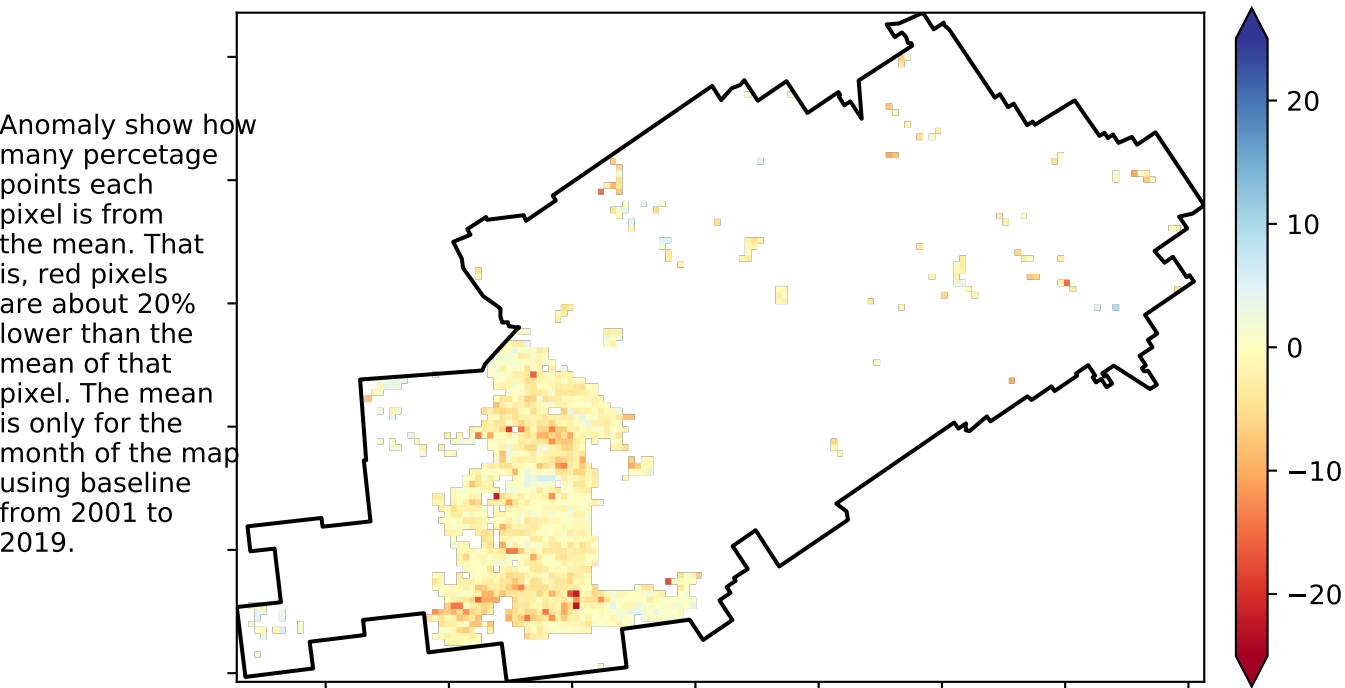 Anomaly show how
many percetage
points each
pixel is from
the mean. That
is, red pixels
are about 20%
lower than the
mean of that
pixel. The mean
is only for the
month of the map
using baseline
from 2001 to
2019.
20
10
0
−10
−20